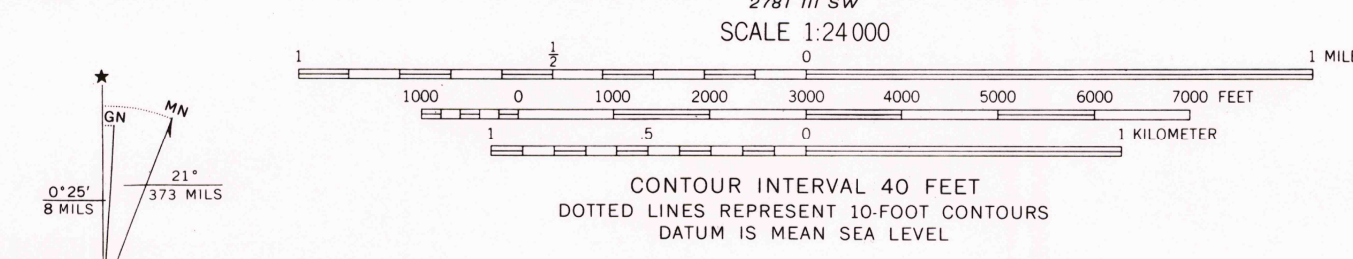 2781 III SW
SCALE 1:24 000
1 1/2 0 1 MILE
1000 0 1000 2000 3000 4000 5000 6000 7000 FEET
1 .5 0 1 KILOMETER
CONTOUR INTERVAL 40 FEET
DOTTED LINES REPRESENT 10-FOOT CONTOURS
DATUM IS MEAN SEA LEVEL
★
GN
MN
0°25′
8 MILS
21°
373 MILS